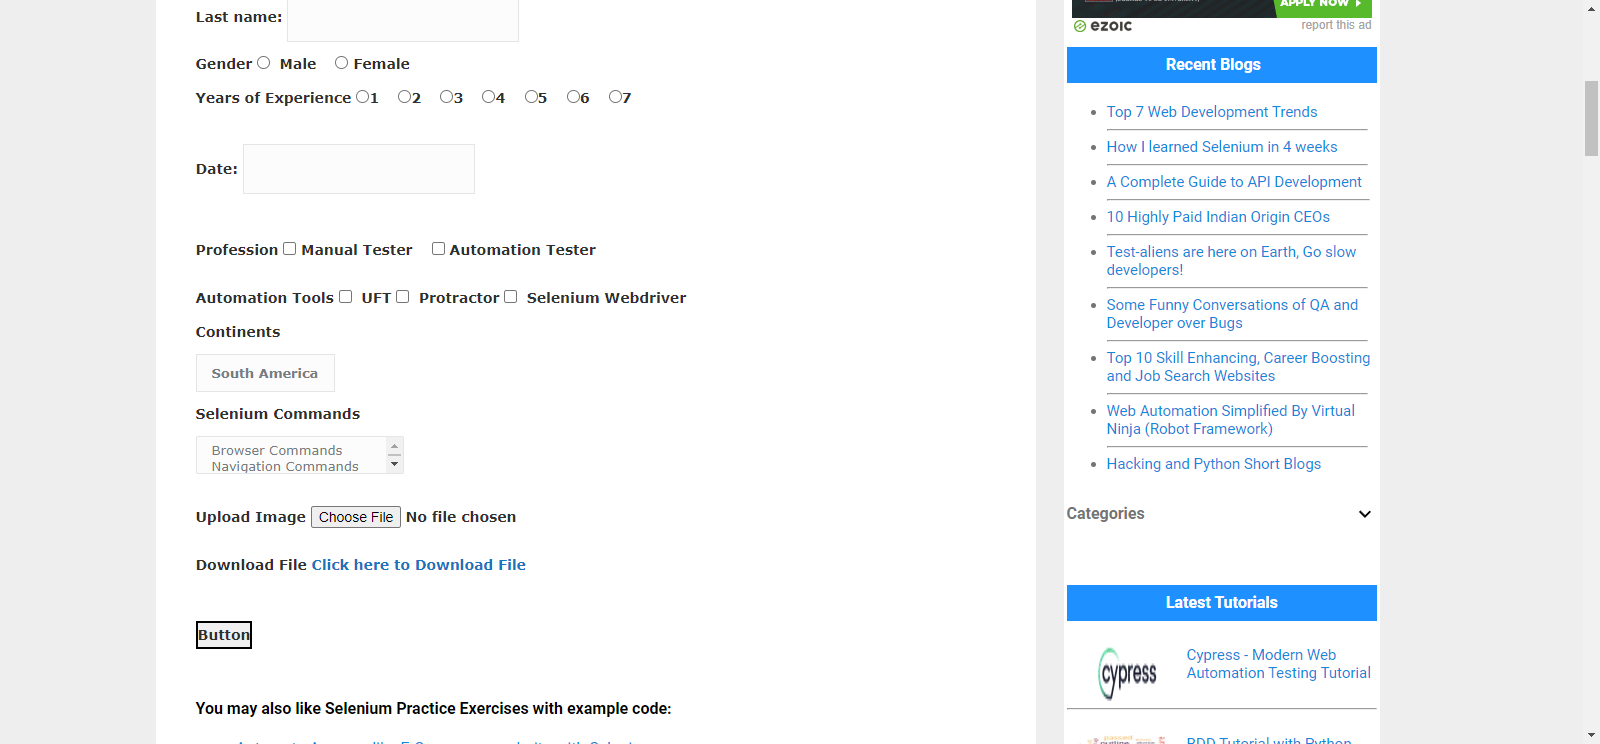 Last name:
Gender Male Female
Years of Experience 1 2 3 4 5 6 7
Date:
Profession Manual Tester Automation Tester
Automation Tools UFT Protractor Selenium Webdriver
Continents
South America
Selenium Commands
Browser Commands
Navigation Commands
Upload Image Choose File No file chosen
Download File Click here to Download File
Button
You may also like Selenium Practice Exercises with example code:
APPLY NOW
ezoic report this ad
Recent Blogs
Top 7 Web Development Trends
How I learned Selenium in 4 weeks
A Complete Guide to API Development
10 Highly Paid Indian Origin CEOs
Test-aliens are here on Earth, Go slow
developers!
Some Funny Conversations of QA and
Developer over Bugs
Top 10 Skill Enhancing, Career Boosting
and Job Search Websites
Web Automation Simplified By Virtual
Ninja (Robot Framework)
Hacking and Python Short Blogs
Categories
Latest Tutorials
cypress
Cypress - Modern Web
Automation Testing Tutorial
BDD Tutorial with Python